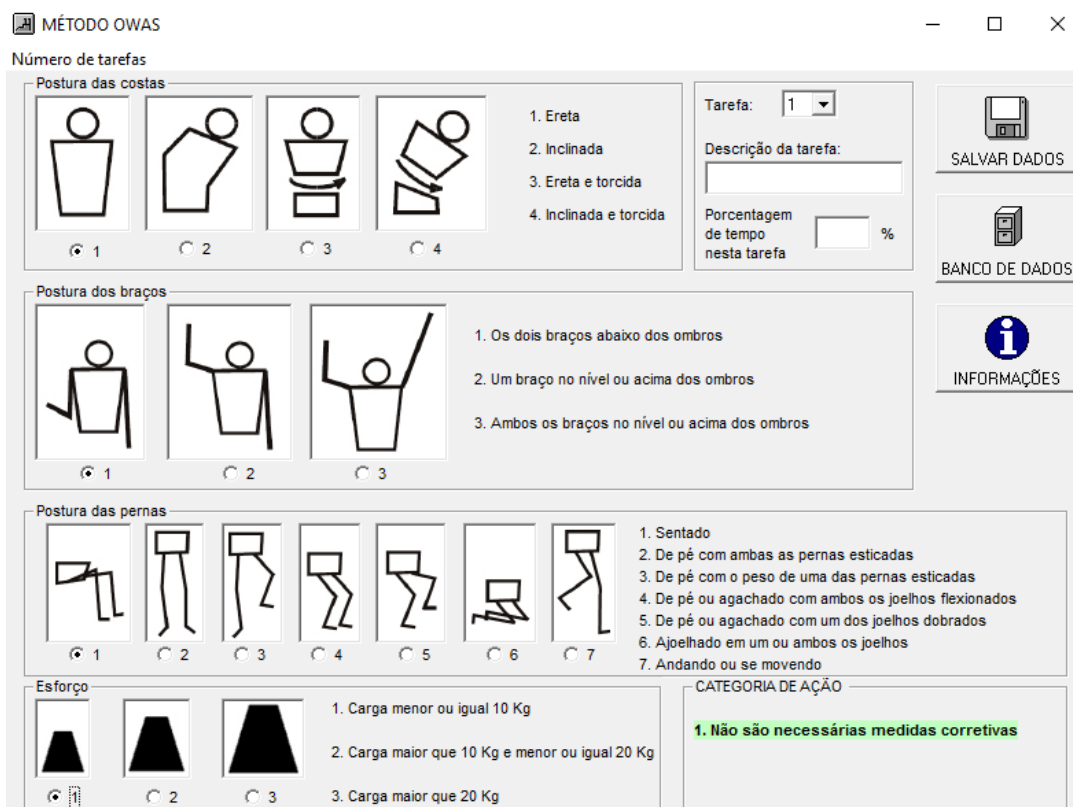 MÉTODO OWAS
Número de tarefas
Postura das costas
1. Ereta
2. Inclinada
3. Ereta e torcida
4. Inclinada e torcida
1
2
3
4
Tarefa: 1
Descrição da tarefa:
Porcentagem
de tempo
nesta tarefa
%
SALVAR DADOS
BANCO DE DADOS
INFORMAÇÕES
Postura dos braços
1. Os dois braços abaixo dos ombros
2. Um braço no nível ou acima dos ombros
3. Ambos os braços no nível ou acima dos ombros
1
2
3
Postura das pernas
1. Sentado
2. De pé com ambas as pernas esticadas
3. De pé com o peso de uma das pernas esticadas
4. De pé ou agachado com ambos os joelhos flexionados
5. De pé ou agachado com um dos joelhos dobrados
6. Ajoelhado em um ou ambos os joelhos
7. Andando ou se movendo
1
2
3
4
5
6
7
Esforço
1. Carga menor ou igual 10 Kg
2. Carga maior que 10 Kg e menor ou igual 20 Kg
3. Carga maior que 20 Kg
1
2
3
CATEGORIA DE AÇÃO
1. Não são necessárias medidas corretivas